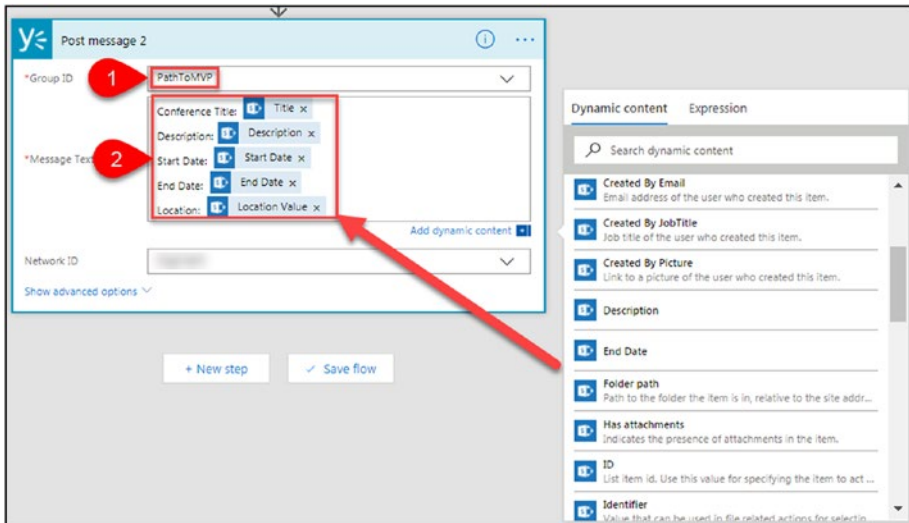 Post message 2
*Group ID
1
PathToMVP
*Message Text
2
Conference Title: Title x
Description: Description x
Start Date: Start Date x
End Date: End Date x
Location: Location Value x
Add dynamic content
Network ID
Show advanced options
+ New step
Save flow
Dynamic content Expression
Search dynamic content
Created By Email
Email address of the user who created this item.
Created By JobTitle
Job title of the user who created this item.
Created By Picture
Link to a picture of the user who created this item.
Description
End Date
Folder path
Path to the folder the item is in, relative to the site addr...
Has attachments
Indicates the presence of attachments in the item.
ID
List item id. Use this value for specifying the item to act ...
Identifier
Value that can be used in file related actions for selectin...